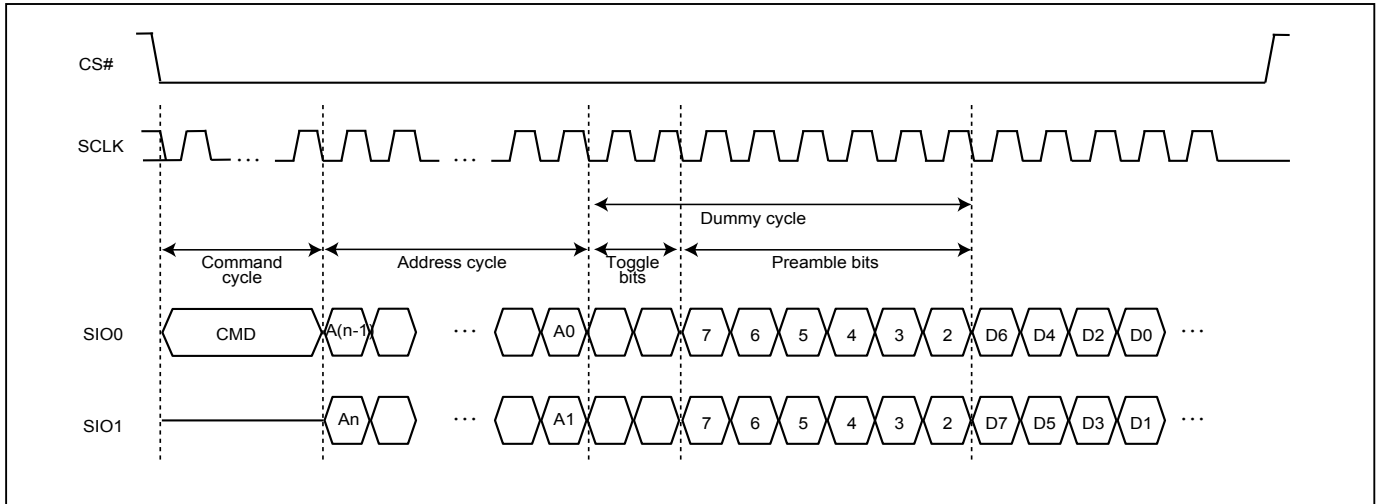 CS#
SCLK … …
Dummy cycle
Command cycle Address cycle Toggle bits Preamble bits
SIO0 CMD A(n-1) … A0 7 6 5 4 3 2 D6 D4 D2 D0 …
SIO1 An … A1 7 6 5 4 3 2 D7 D5 D3 D1 …